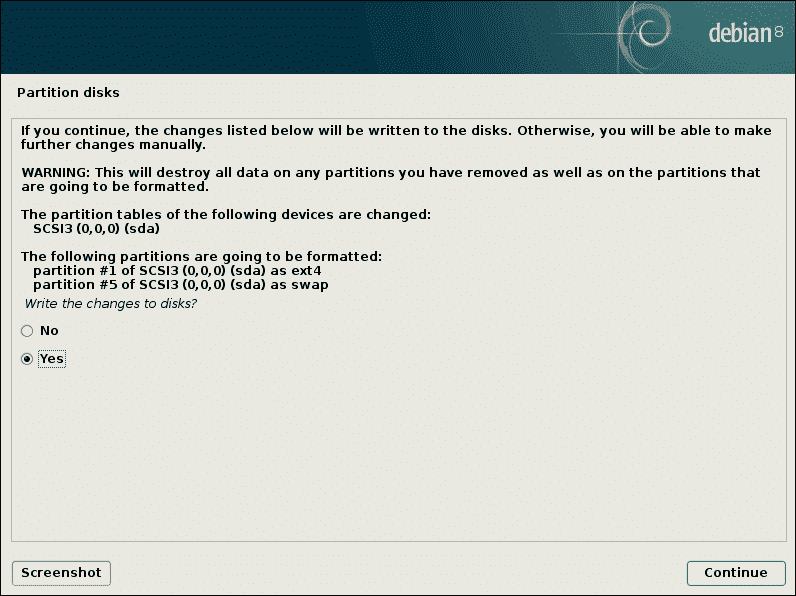 debian 8
Partition disks
If you continue, the changes listed below will be written to the disks. Otherwise, you will be able to make
further changes manually.
WARNING: This will destroy all data on any partitions you have removed as well as on the partitions that
are going to be formatted.
The partition tables of the following devices are changed:
SCSI3 (0,0,0) (sda)
The following partitions are going to be formatted:
partition #1 of SCSI3 (0,0,0) (sda) as ext4
partition #5 of SCSI3 (0,0,0) (sda) as swap
Write the changes to disks?
No
Yes
Screenshot
Continue